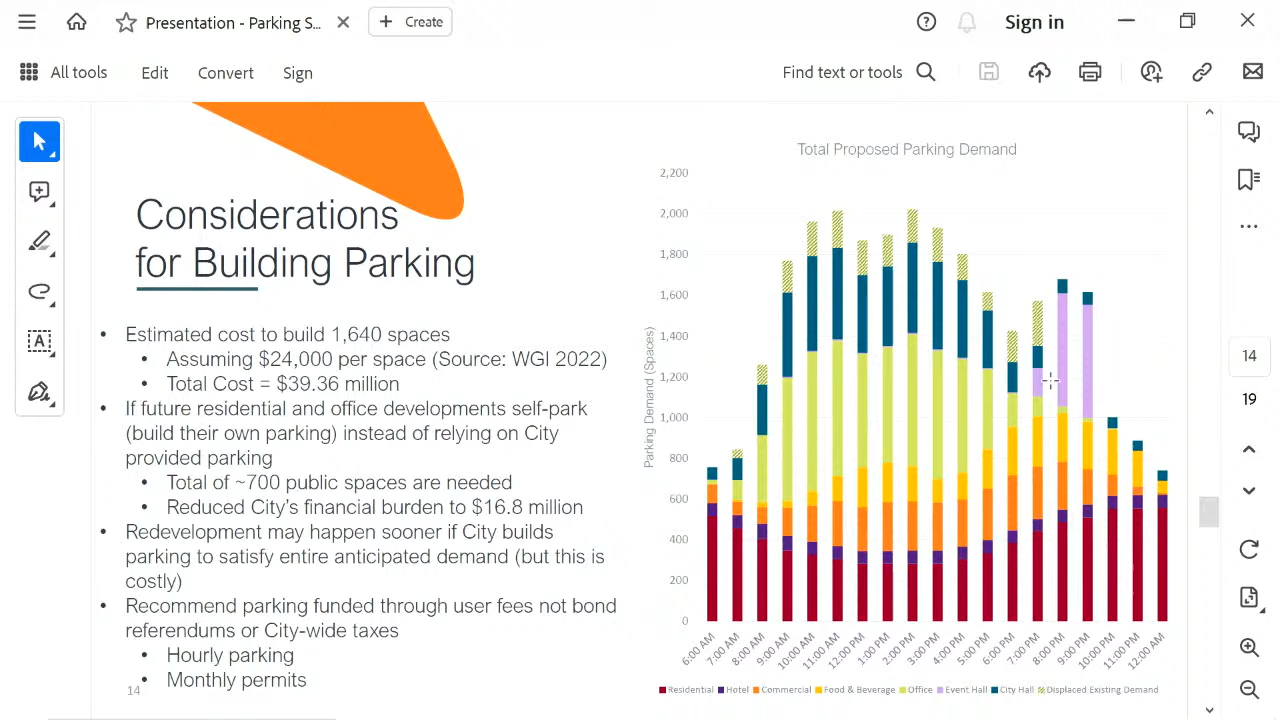 Presentation - Parking S...
Create
Sign in
All tools
Edit
Convert
Sign
Find text or tools
Considerations
for Building Parking
• Estimated cost to build 1,640 spaces
• Assuming $24,000 per space (Source: WGI 2022)
• Total Cost = $39.36 million
• If future residential and office developments self-park
(build their own parking) instead of relying on City
provided parking
• Total of ~700 public spaces are needed
• Reduced City's financial burden to $16.8 million
• Redevelopment may happen sooner if City builds
parking to satisfy entire anticipated demand (but this is
costly)
• Recommend parking funded through user fees not bond
referendums or City-wide taxes
• Hourly parking
• Monthly permits
14
Total Proposed Parking Demand
Parking Demand (Spaces)
2,200
2,000
1,800
1,600
1,400
1,200
1,000
800
600
400
200
0
6:00 AM
7:00 AM
8:00 AM
9:00 AM
10:00 AM
11:00 AM
12:00 PM
1:00 PM
2:00 PM
3:00 PM
4:00 PM
5:00 PM
6:00 PM
7:00 PM
8:00 PM
9:00 PM
10:00 PM
11:00 PM
12:00 AM
Residential Hotel Commercial Food & Beverage Office Event Hall City Hall Displaced Existing Demand
14
19